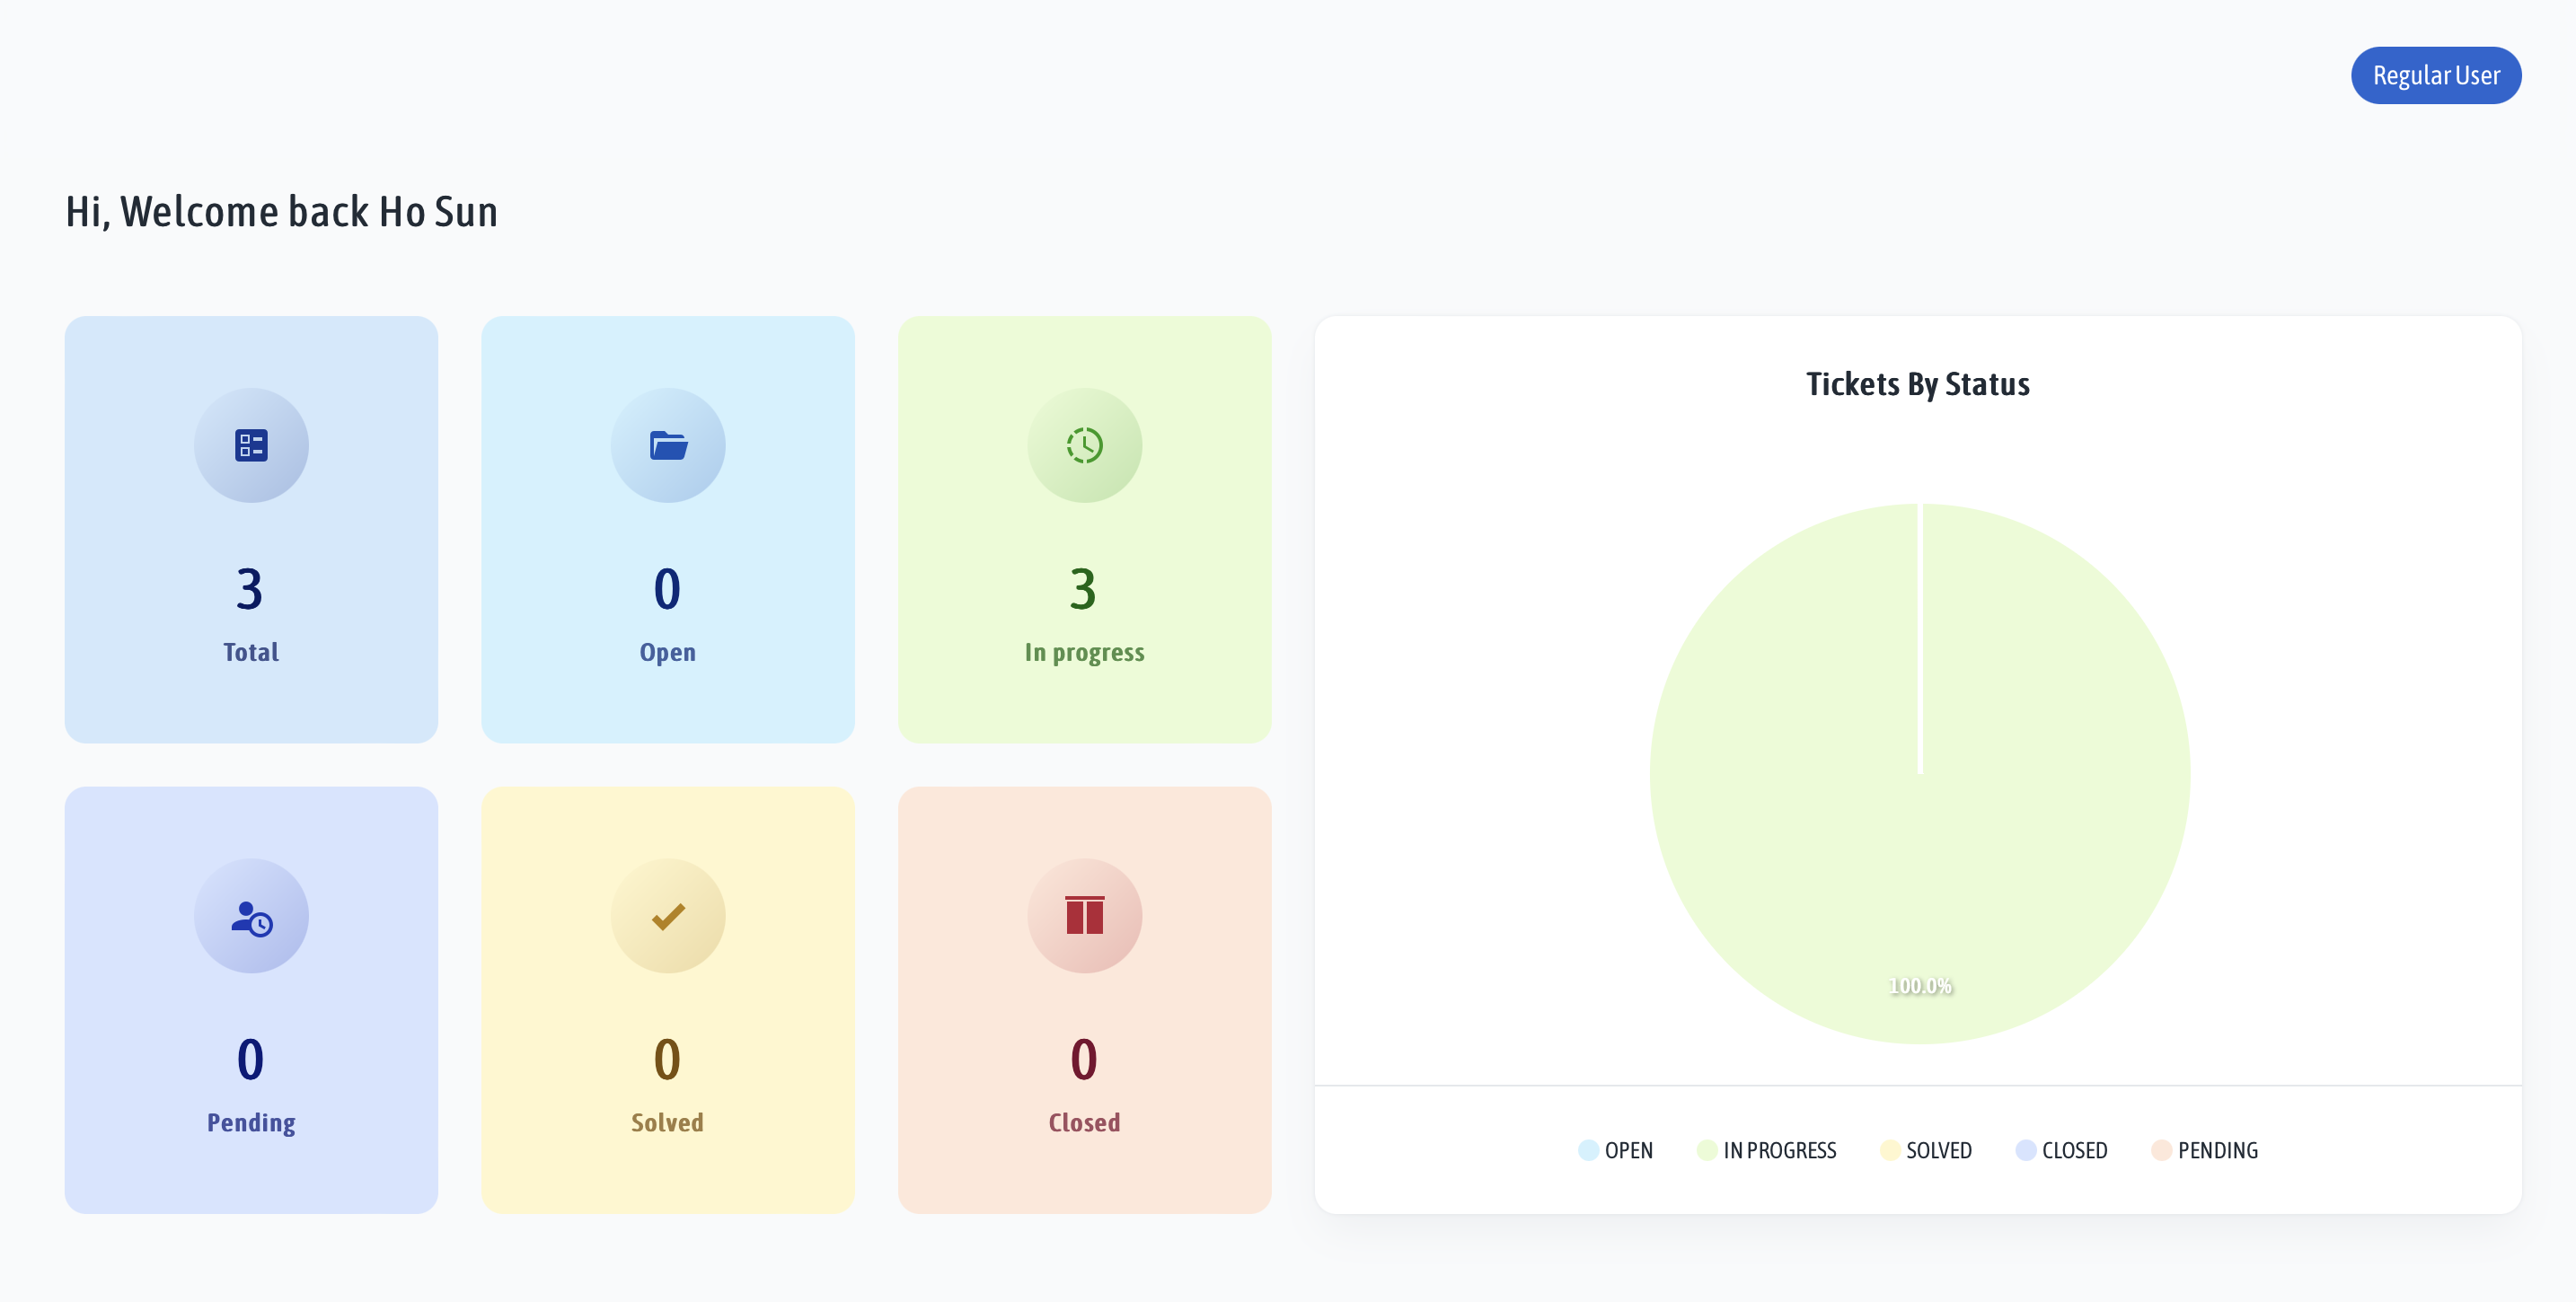 Regular User
Hi, Welcome back Ho Sun
3
Total
0
Open
3
In progress
0
Pending
0
Solved
0
Closed
Tickets By Status
100.0%
OPEN IN PROGRESS SOLVED CLOSED PENDING